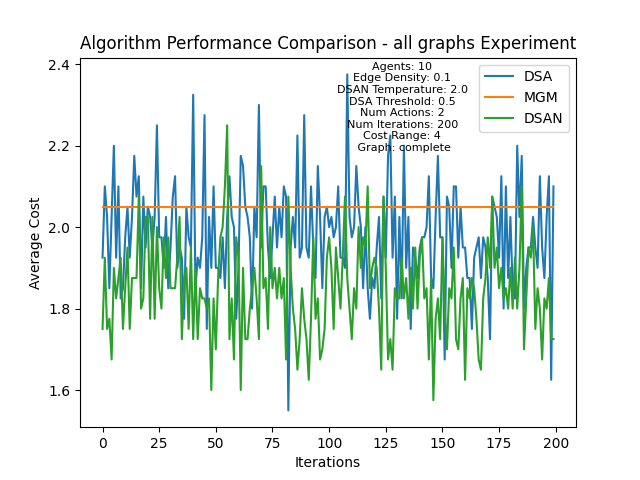 Algorithm Performance Comparison - all graphs Experiment
Agents: 10
Edge Density: 0.1
DSAN Temperature: 2.0
DSA Threshold: 0.5
Num Actions: 2
Num Iterations: 200
Cost Range: 4
Graph: complete
DSA
MGM
DSAN
2.4
2.2
2.0
1.8
1.6
Average Cost
0 25 50 75 100 125 150 175 200
Iterations